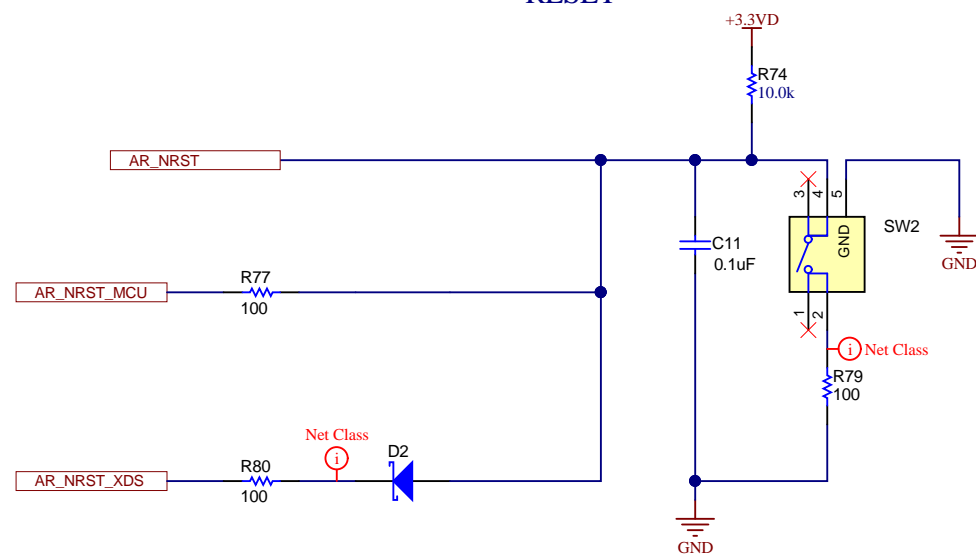 RESET
+3.3VD
R74
10.0k
AR_NRST
3
4
5
GND
SW2
GND
C11
0.1uF
R77
AR_NRST_MCU
100
1
2
i Net Class
R79
100
Net Class
i
D2
R80
AR_NRST_XDS
100
GND